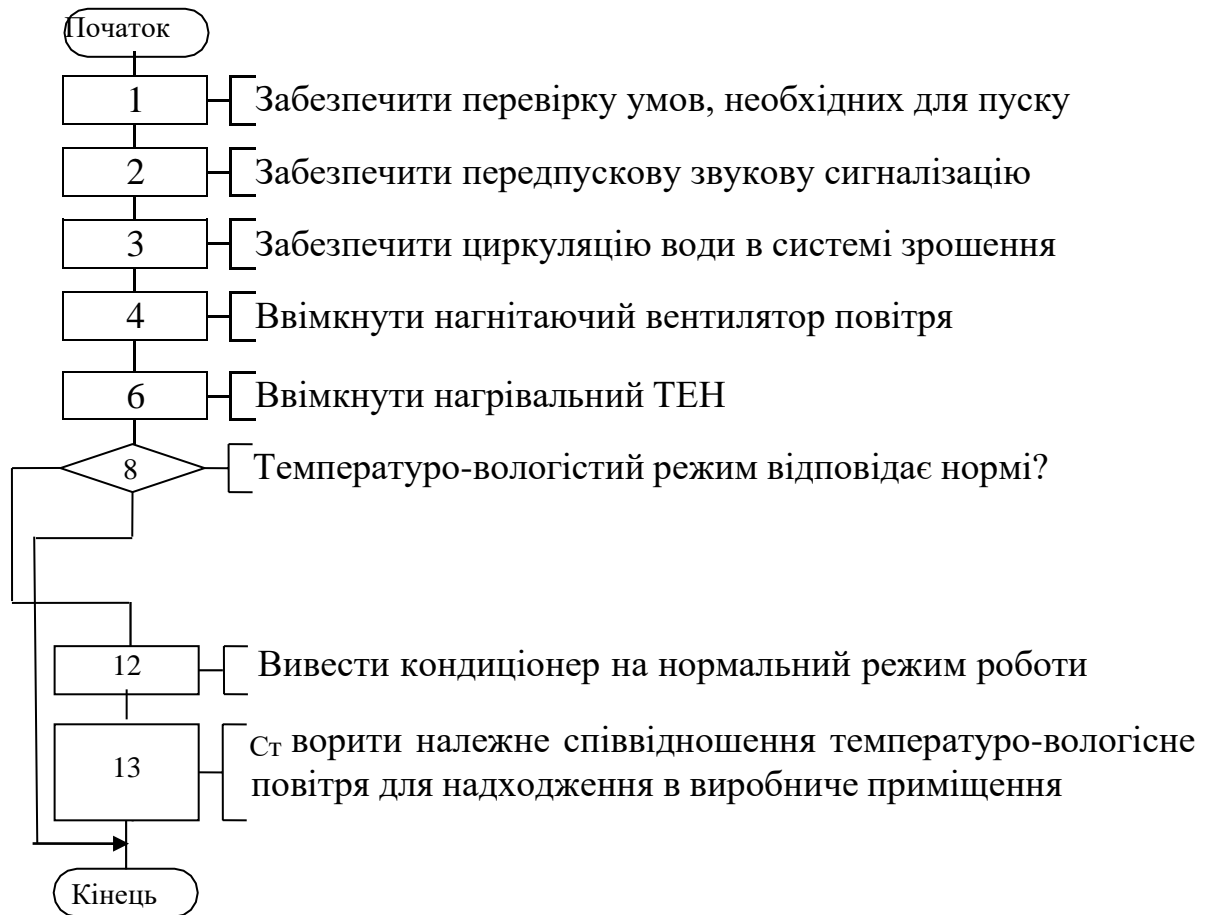 Початок
1 Забезпечити перевірку умов, необхідних для пуску
2 Забезпечити передпускову звукову сигналізацію
3 Забезпечити циркуляцію води в системі зрошення
4 Ввімкнути нагнітаючий вентилятор повітря
6 Ввімкнути нагрівальний ТЕН
8 Температуро-вологістий режим відповідає нормі?
12 Вивести кондиціонер на нормальний режим роботи
13 Ст ворити належне співвідношення температуро-вологісне
повітря для надходження в виробниче приміщення
Кінець